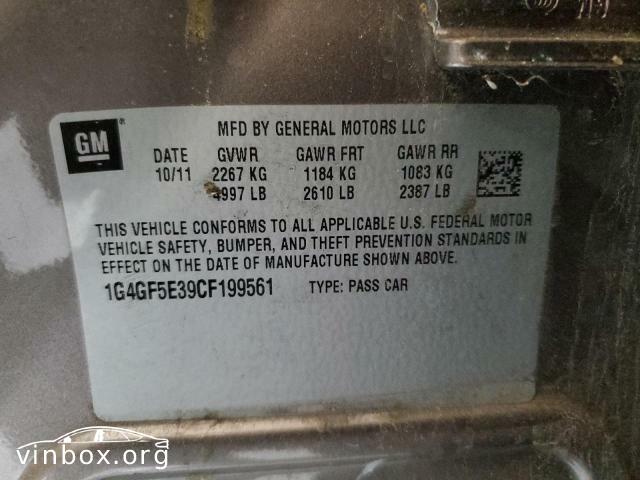 GM ®
MFD BY GENERAL MOTORS LLC
DATE GVWR GAWR FRT GAWR RR
10/11 2267 KG 1184 KG 1083 KG
4997 LB 2610 LB 2387 LB
THIS VEHICLE CONFORMS TO ALL APPLICABLE U.S. FEDERAL MOTOR
VEHICLE SAFETY, BUMPER, AND THEFT PREVENTION STANDARDS IN
EFFECT ON THE DATE OF MANUFACTURE SHOWN ABOVE.
1G4GF5E39CF199561 TYPE: PASS CAR
vinbox.org